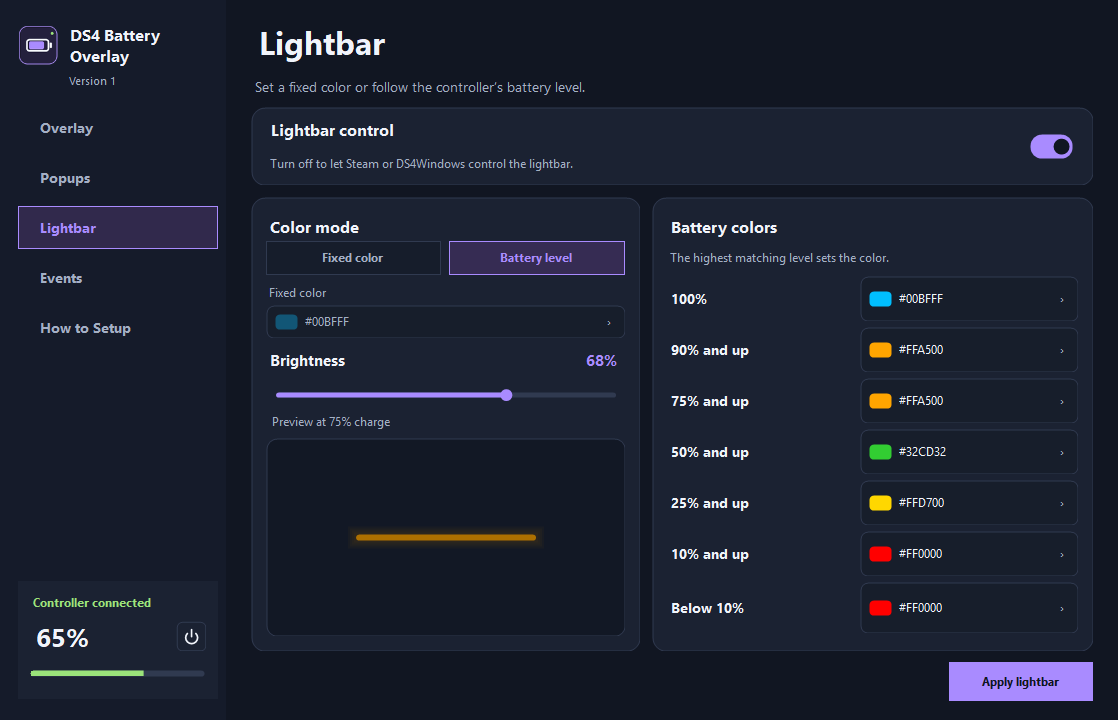 DS4 Battery
Overlay
Version 1
Overlay
Popups
Lightbar
Events
How to Setup
Controller connected
65%
Lightbar
Set a fixed color or follow the controller's battery level.
Lightbar control
Turn off to let Steam or DS4Windows control the lightbar.
Color mode
Fixed color
Battery level
Fixed color
#00BFFF
Brightness
68%
Preview at 75% charge
Battery colors
The highest matching level sets the color.
100%
#00BFFF
90% and up
#FFA500
75% and up
#FFA500
50% and up
#32CD32
25% and up
#FFD700
10% and up
#FF0000
Below 10%
#FF0000
Apply lightbar